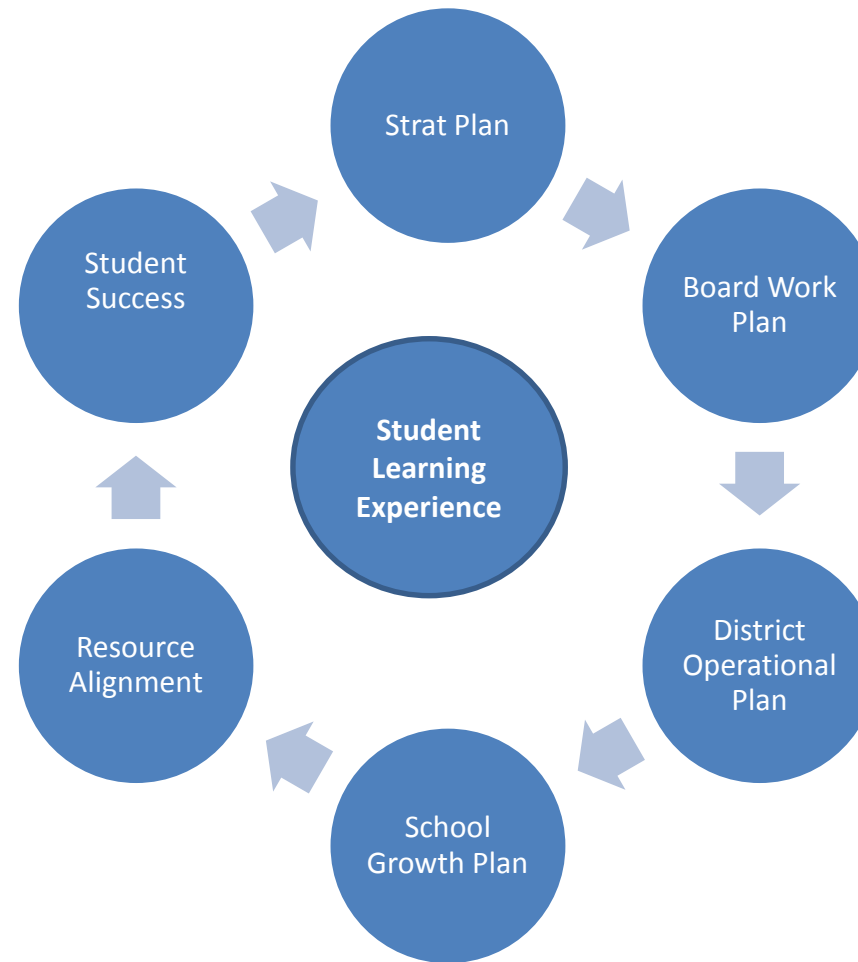 Strat Plan
Board Work
Plan
District
Operational
Plan
School
Growth Plan
Resource
Alignment
Student
Success
Student
Learning
Experience